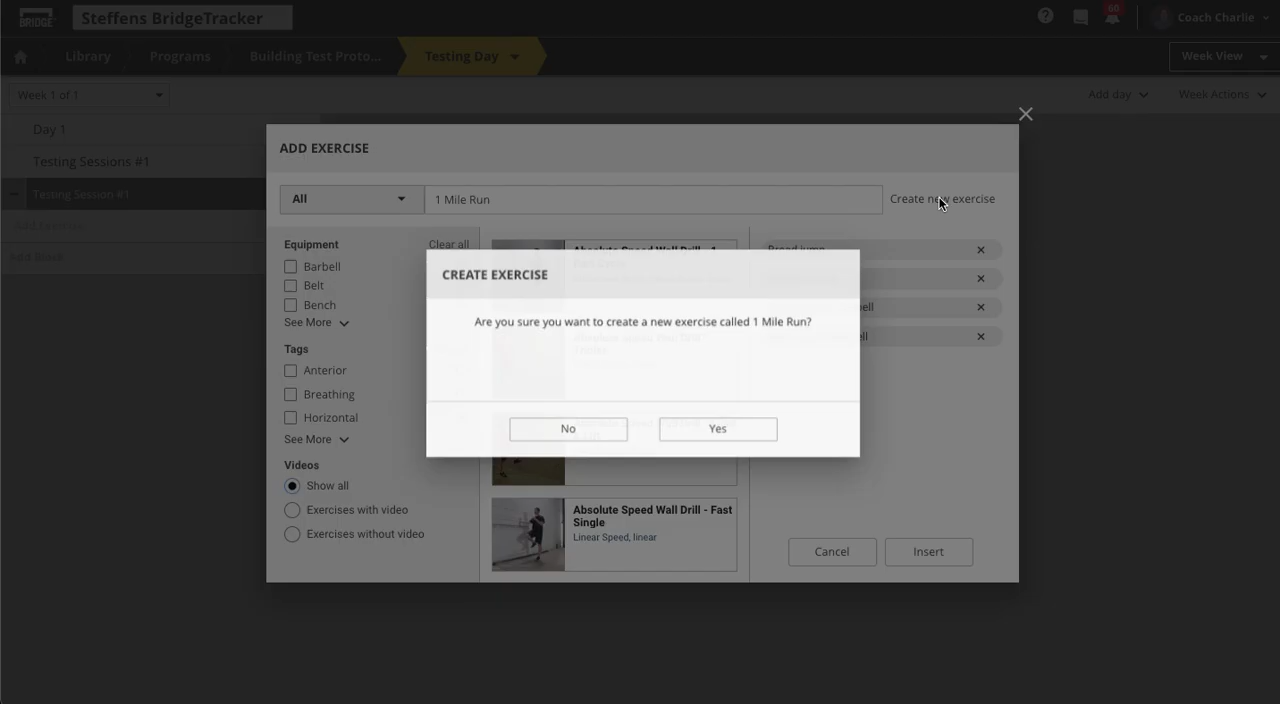 BRIDGE
Steffens BridgeTracker
60
Coach Charlie
Library
Programs
Building Test Proto...
Testing Day
Week View
Week 1 of 1
Add day
Week Actions
Day 1
Testing Sessions #1
Testing Session #1
Add Exercise
Add Block
ADD EXERCISE
All
1 Mile Run
Create new exercise
Equipment
Clear all
Barbell
Belt
Bench
See More
Tags
Anterior
Breathing
Horizontal
See More
Videos
Show all
Exercises with video
Exercises without video
Absolute Speed Wall Drill - 1
Absolute Speed Wall Drill - Fast
Single
Linear Speed, linear
Broad jump
Cancel
Insert
CREATE EXERCISE
Are you sure you want to create a new exercise called 1 Mile Run?
No
Yes